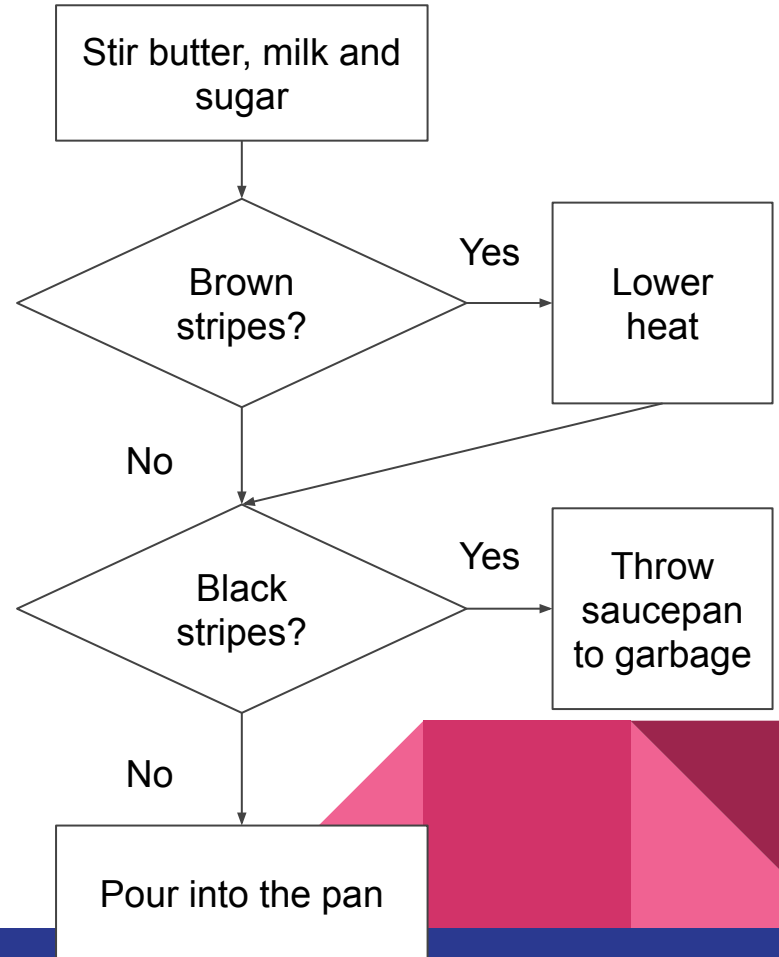 Stir butter, milk and
sugar
Brown
stripes?
Yes
Lower
heat
No
Black
stripes?
Yes
Throw
saucepan
to garbage
No
Pour into the pan